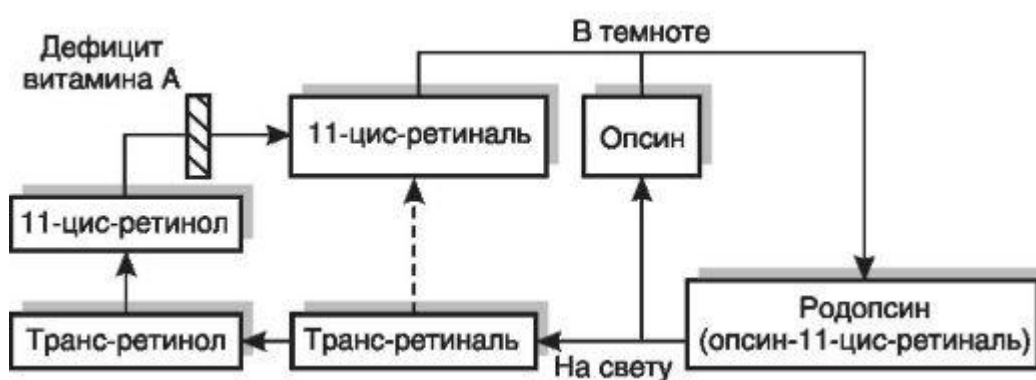 В темноте
Дефицит
витамина А
11-цис-ретиналь
Опсин
11-цис-ретинол
Транс-ретинол
Транс-ретиналь
На свету
Родопсин
(опсин-11-цис-ретиналь)